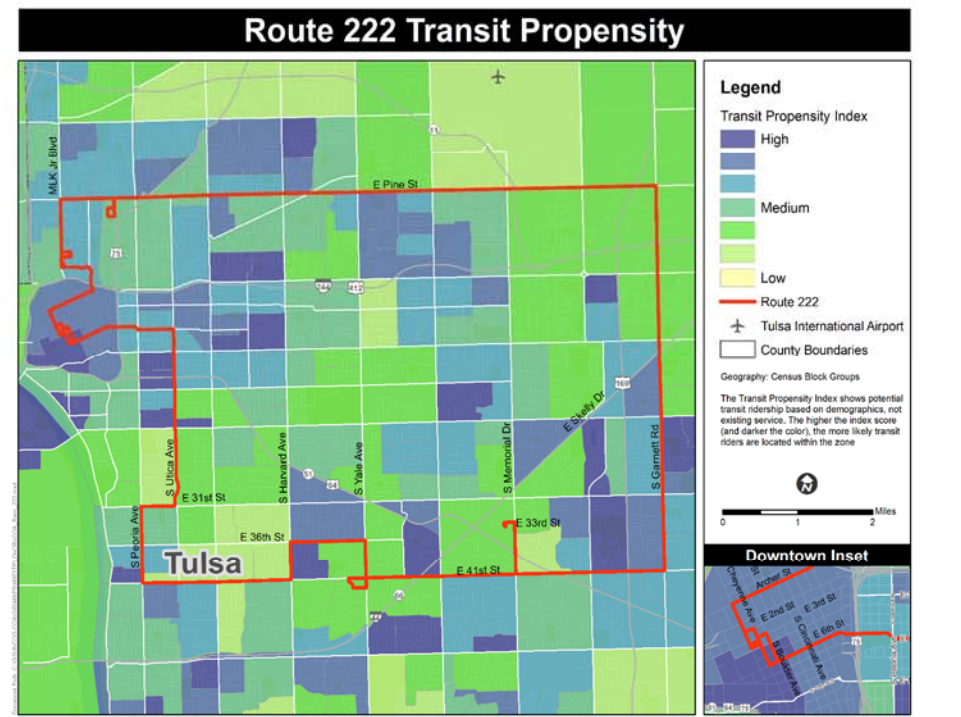 Route 222 Transit Propensity
MLK Jr Blvd
11
E Pine St
75
244
412
169
E Skelly Dr
S Utica Ave
S Harvard Ave
S Yale Ave
S Memorial Dr
S Garnett Rd
51
64
E 31st St
S Peoria Ave
E 33rd St
E 36th St
Tulsa
E 41st St
66
44
Legend
Transit Propensity Index
High
Medium
Low
Route 222
Tulsa International Airport
County Boundaries
Geography: Census Block Groups
The Transit Propensity Index shows potential
transit ridership based on demographics, not
existing service. The higher the index score
(and darker the color), the more likely transit
riders are located within the zone
N
Miles
0 1 2
Downtown Inset
Cheyenne Ave
St
Archer St
E 2nd St
E 3rd St
E 6th St
S Cincinnati Ave
S Boulder Ave
75